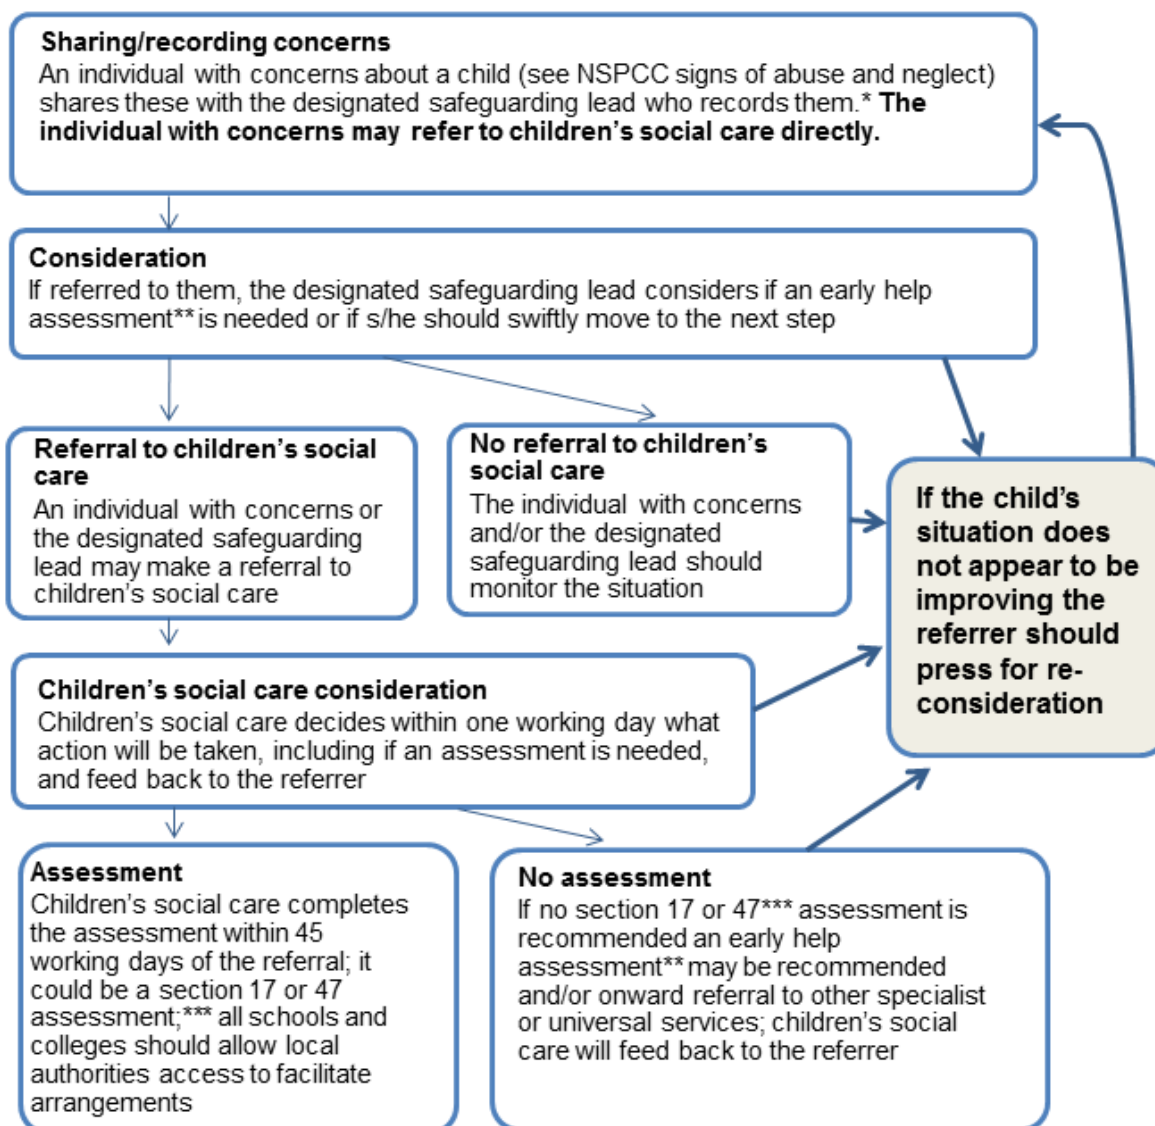 Sharing/recording concerns
An individual with concerns about a child (see NSPCC signs of abuse and neglect)
shares these with the designated safeguarding lead who records them.* The
individual with concerns may refer to children's social care directly.
Consideration
If referred to them, the designated safeguarding lead considers if an early help
assessment** is needed or if s/he should swiftly move to the next step
Referral to children's social
care
An individual with concerns or
the designated safeguarding
lead may make a referral to
children's social care
No referral to children's
social care
The individual with concerns
and/or the designated
safeguarding lead should
monitor the situation
If the child's
situation does
not appear to be
improving the
referrer should
press for re-
consideration
Children's social care consideration
Children's social care decides within one working day what
action will be taken, including if an assessment is needed,
and feed back to the referrer
Assessment
Children's social care completes
the assessment within 45
working days of the referral; it
could be a section 17 or 47
assessment;*** all schools and
colleges should allow local
authorities access to facilitate
arrangements
No assessment
If no section 17 or 47*** assessment is
recommended an early help
assessment** may be recommended
and/or onward referral to other specialist
or universal services; children's social
care will feed back to the referrer